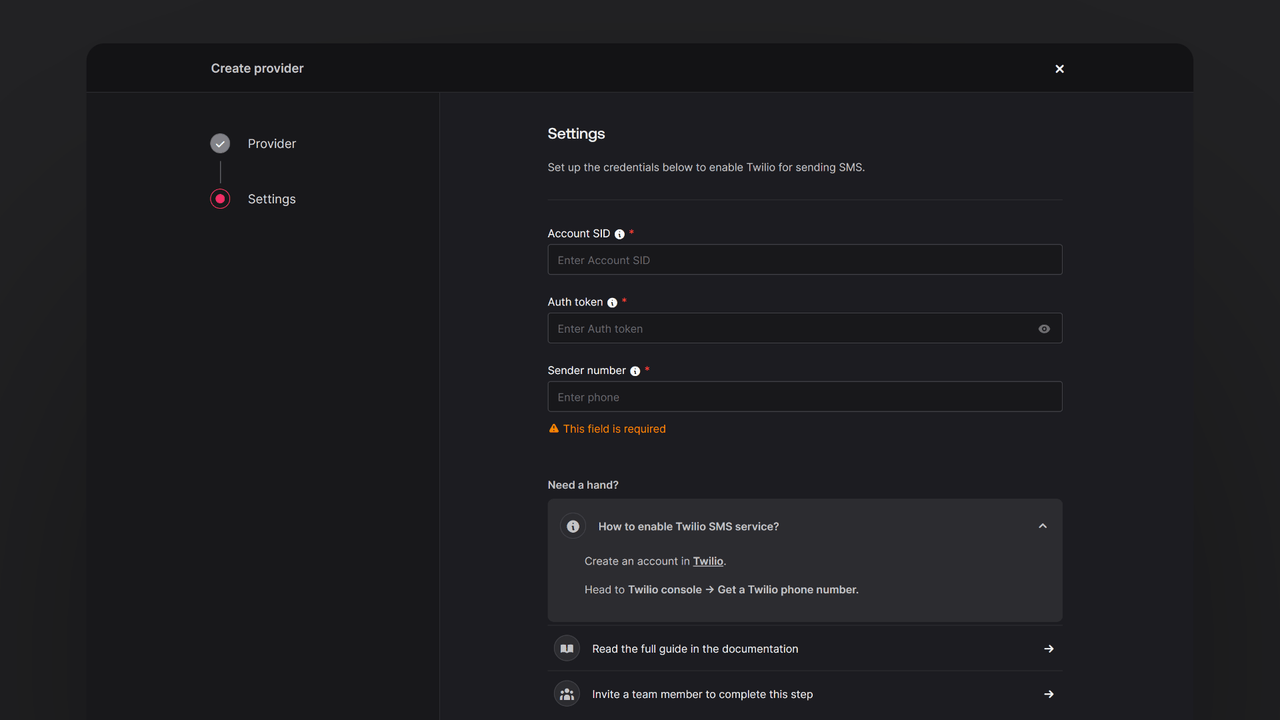 Create provider
Provider
Settings
Settings
Set up the credentials below to enable Twilio for sending SMS.
Account SID *
Enter Account SID
Auth token *
Enter Auth token
Sender number *
Enter phone
This field is required
Need a hand?
How to enable Twilio SMS service?
Create an account in Twilio.
Head to Twilio console → Get a Twilio phone number.
Read the full guide in the documentation
Invite a team member to complete this step